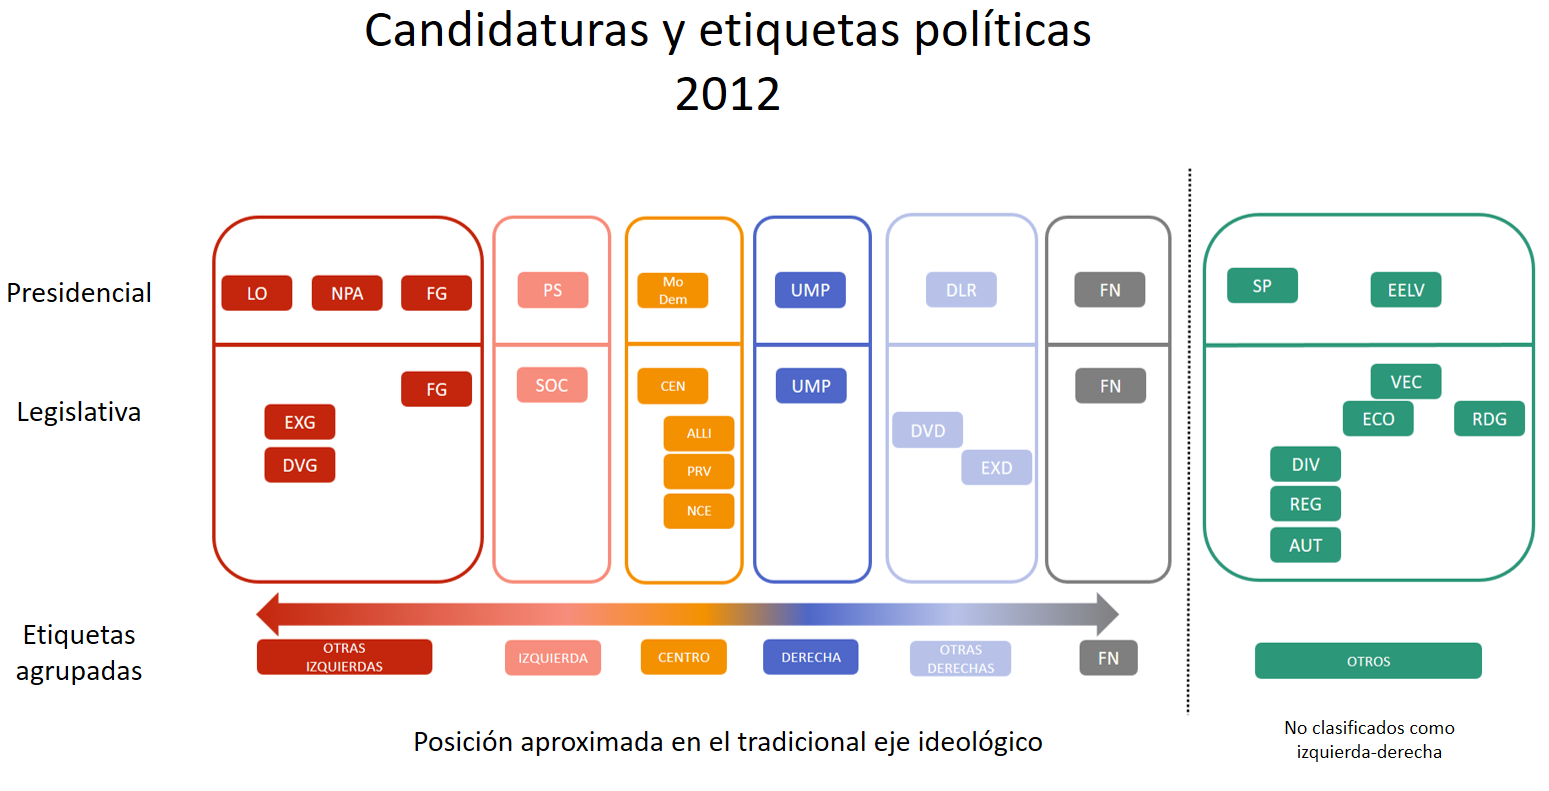 Candidaturas y etiquetas políticas
2012
Presidencial
LO
NPA
FG
PS
Mo
Dem
UMP
DLR
FN
SP
EELV
Legislativa
FG
EXG
DVG
SOC
CEN
ALLI
PRV
NCE
UMP
DVD
EXD
FN
VEC
ECO
RDG
DIV
REG
AUT
Etiquetas
agrupadas
OTRAS
IZQUIERDAS
IZQUIERDA
CENTRO
DERECHA
OTRAS
DERECHAS
FN
OTROS
Posición aproximada en el tradicional eje ideológico
No clasificados como
izquierda-derecha